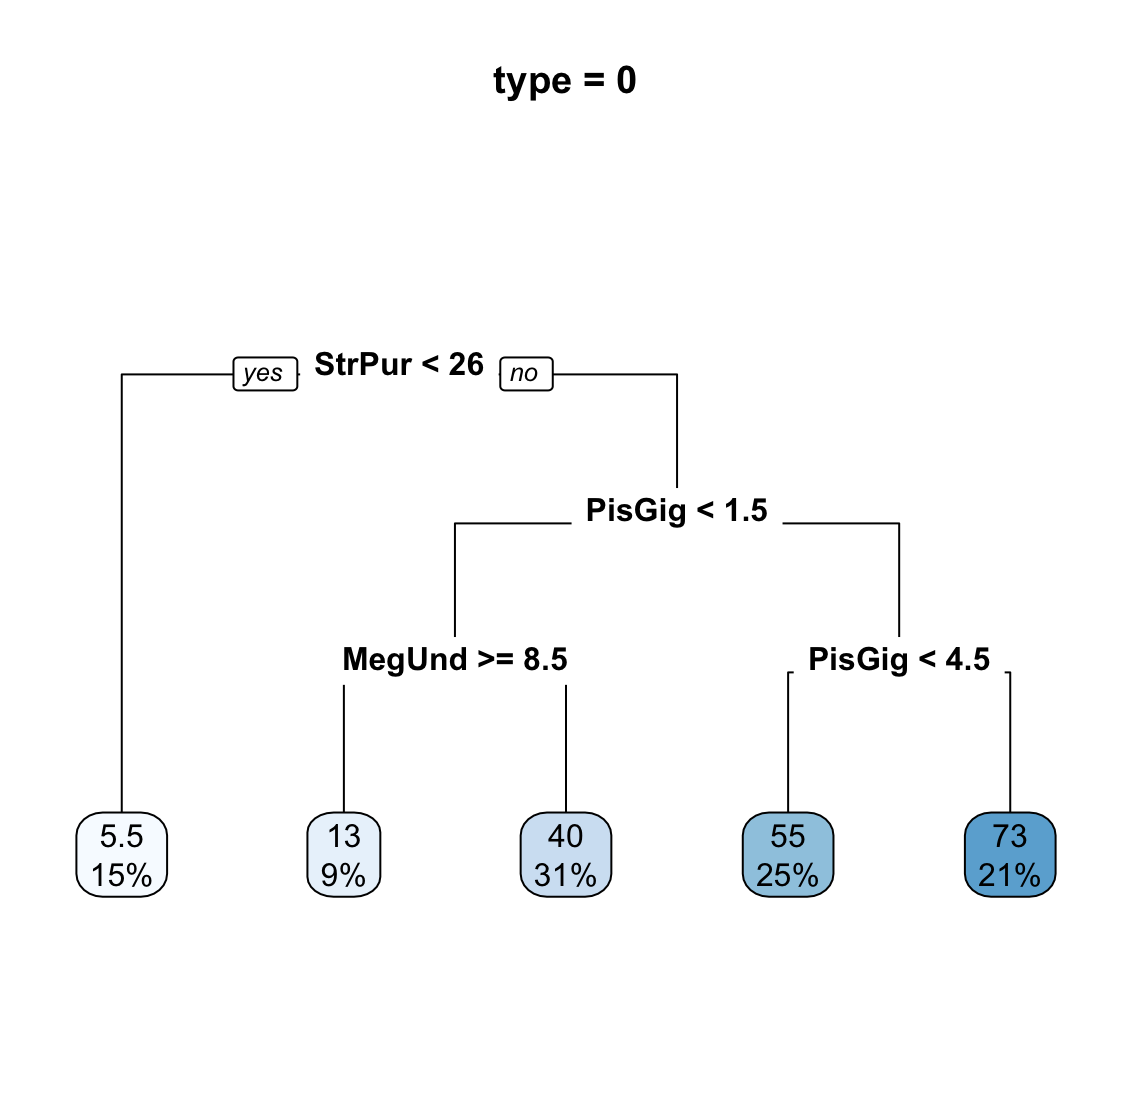 type = 0
yes StrPur < 26 no
PisGig < 1.5
MegUnd >= 8.5
PisGig < 4.5
5.5
15%
13
9%
40
31%
55
25%
73
21%